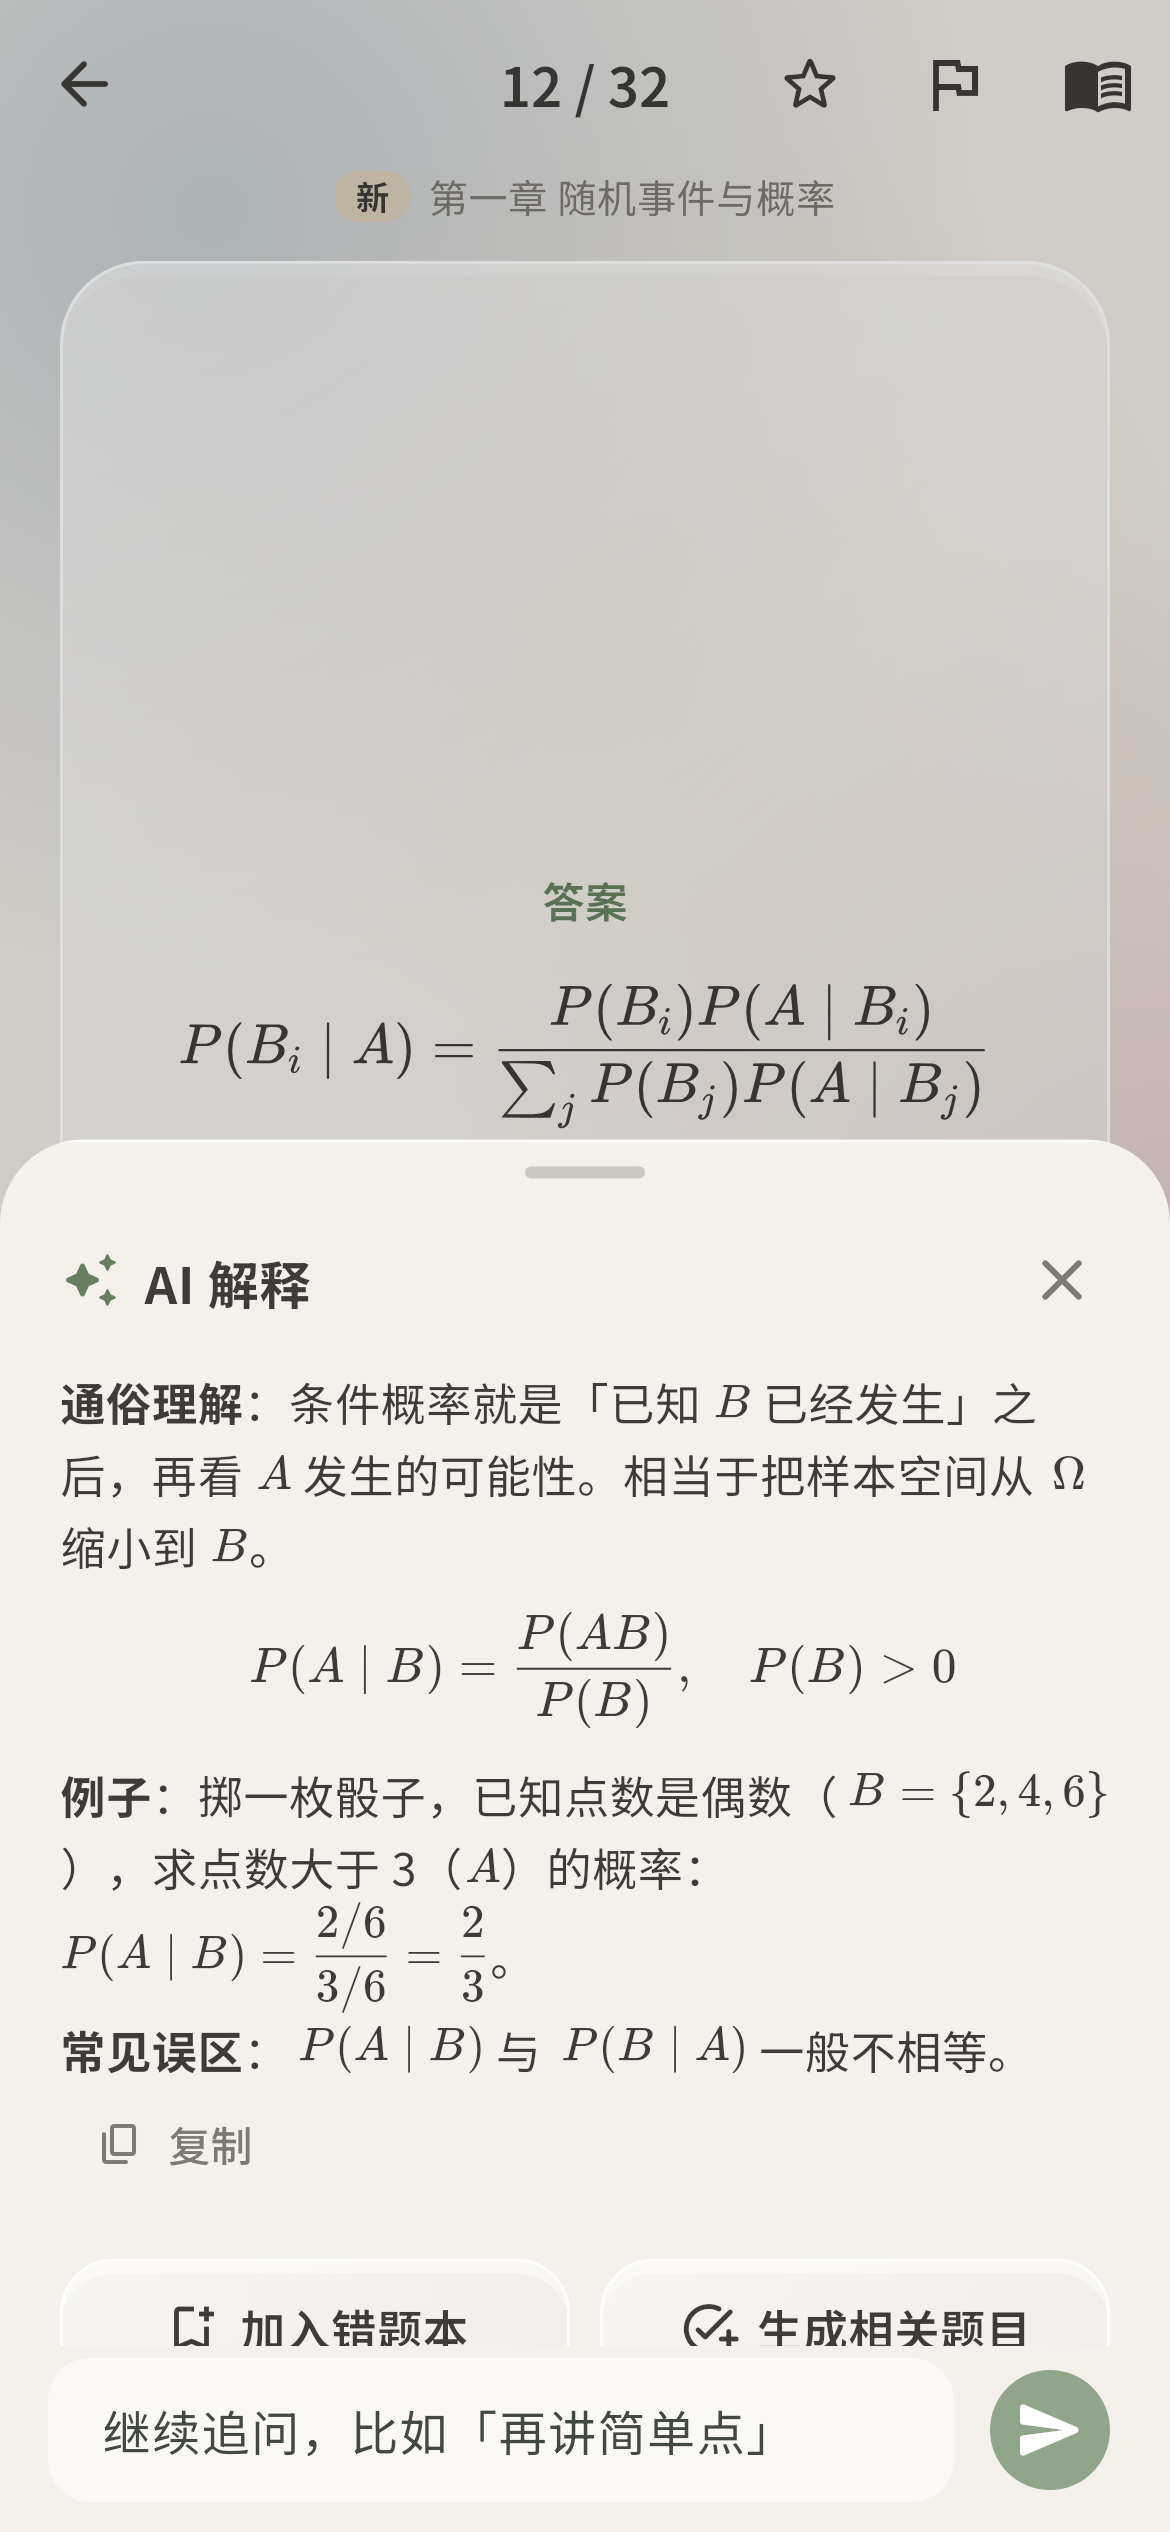 12 / 32
新 第一章 随机事件与概率
答案
P(B_i | A) = \frac{P(B_i)P(A | B_i)}{\sum_j P(B_j)P(A | B_j)}
AI 解释
通俗理解：条件概率就是「已知 B 已经发生」之
后，再看 A 发生的可能性。相当于把样本空间从 Ω
缩小到 B。
P(A | B) = \frac{P(AB)}{P(B)}, P(B) > 0
例子：掷一枚骰子，已知点数是偶数（ B = {2, 4, 6}
），求点数大于 3（A）的概率：
P(A | B) = \frac{2/6}{3/6} = \frac{2}{3}。
常见误区： P(A | B) 与 P(B | A) 一般不相等。
复制
加入错题本 生成相关题目
继续追问，比如「再讲简单点」